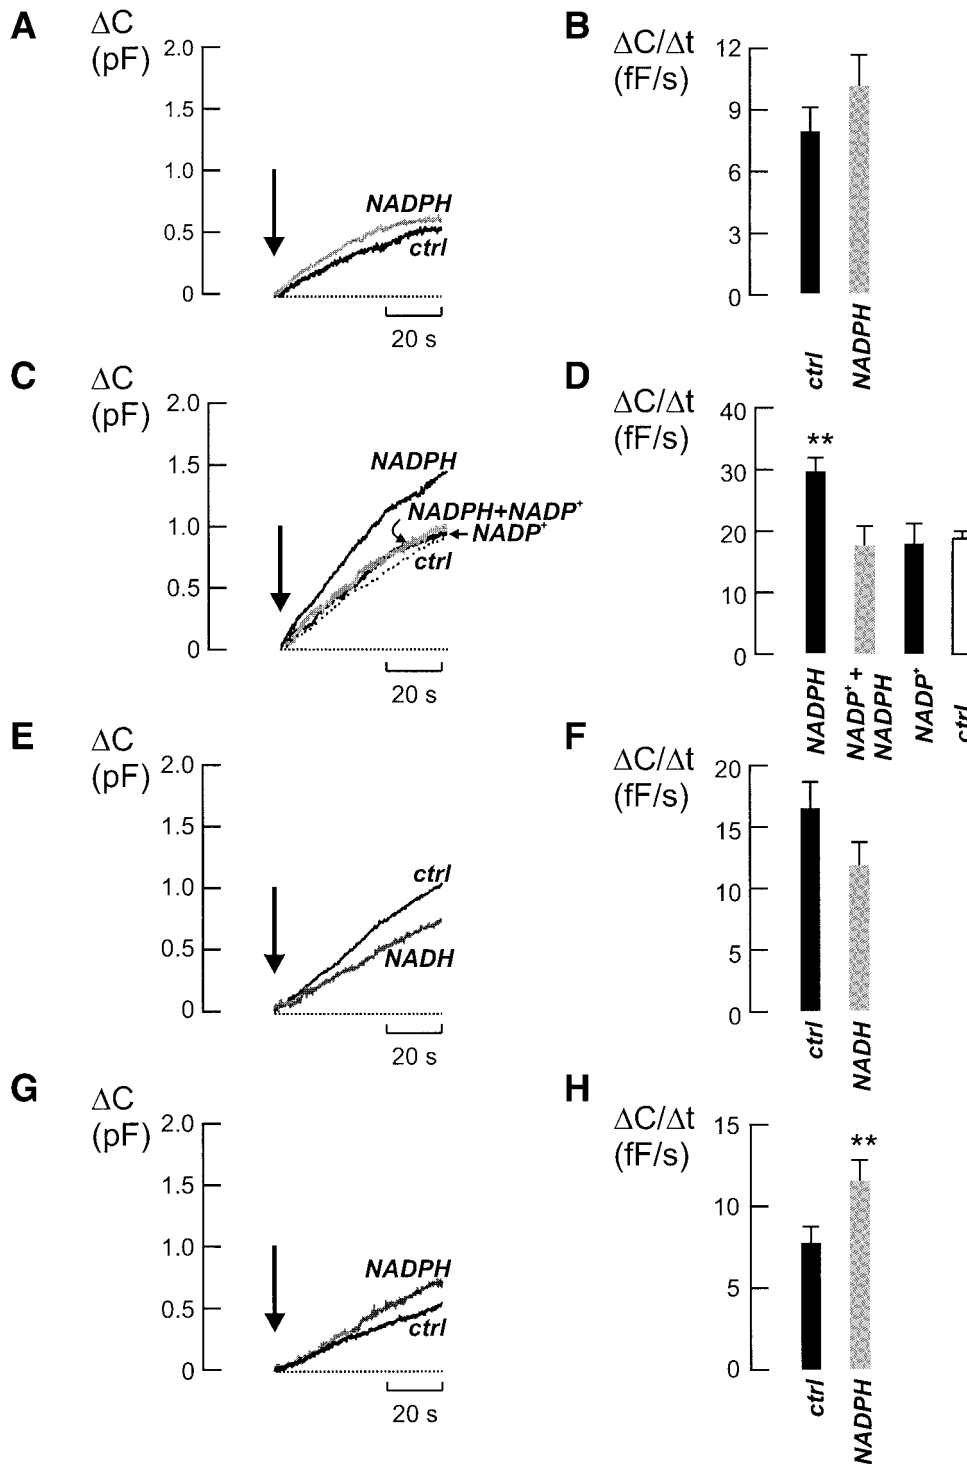 A
ΔC
(pF)
2.0
1.5
1.0
0.5
0
NADPH
ctrl
20 s
B
ΔC/Δt
(fF/s)
12
9
6
3
0
ctrl
NADPH
C
ΔC
(pF)
2.0
1.5
1.0
0.5
0
NADPH
NADPH+NADP⁺
NADP⁺
ctrl
20 s
D
ΔC/Δt
(fF/s)
40
30
20
10
0
**
NADPH
NADP⁺ +
NADPH
NADP⁺
ctrl
E
ΔC
(pF)
2.0
1.5
1.0
0.5
0
ctrl
NADH
20 s
F
ΔC/Δt
(fF/s)
20
15
10
5
0
ctrl
NADH
G
ΔC
(pF)
2.0
1.5
1.0
0.5
0
NADPH
ctrl
20 s
H
ΔC/Δt
(fF/s)
15
10
5
0
**
ctrl
NADPH